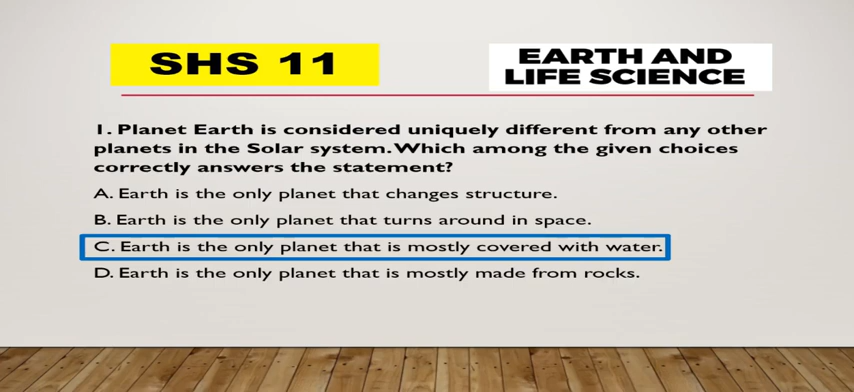 SHS 11
EARTH AND
LIFE SCIENCE
1. Planet Earth is considered uniquely different from any other
planets in the Solar system. Which among the given choices
correctly answers the statement?
A. Earth is the only planet that changes structure.
B. Earth is the only planet that turns around in space.
C. Earth is the only planet that is mostly covered with water.
D. Earth is the only planet that is mostly made from rocks.